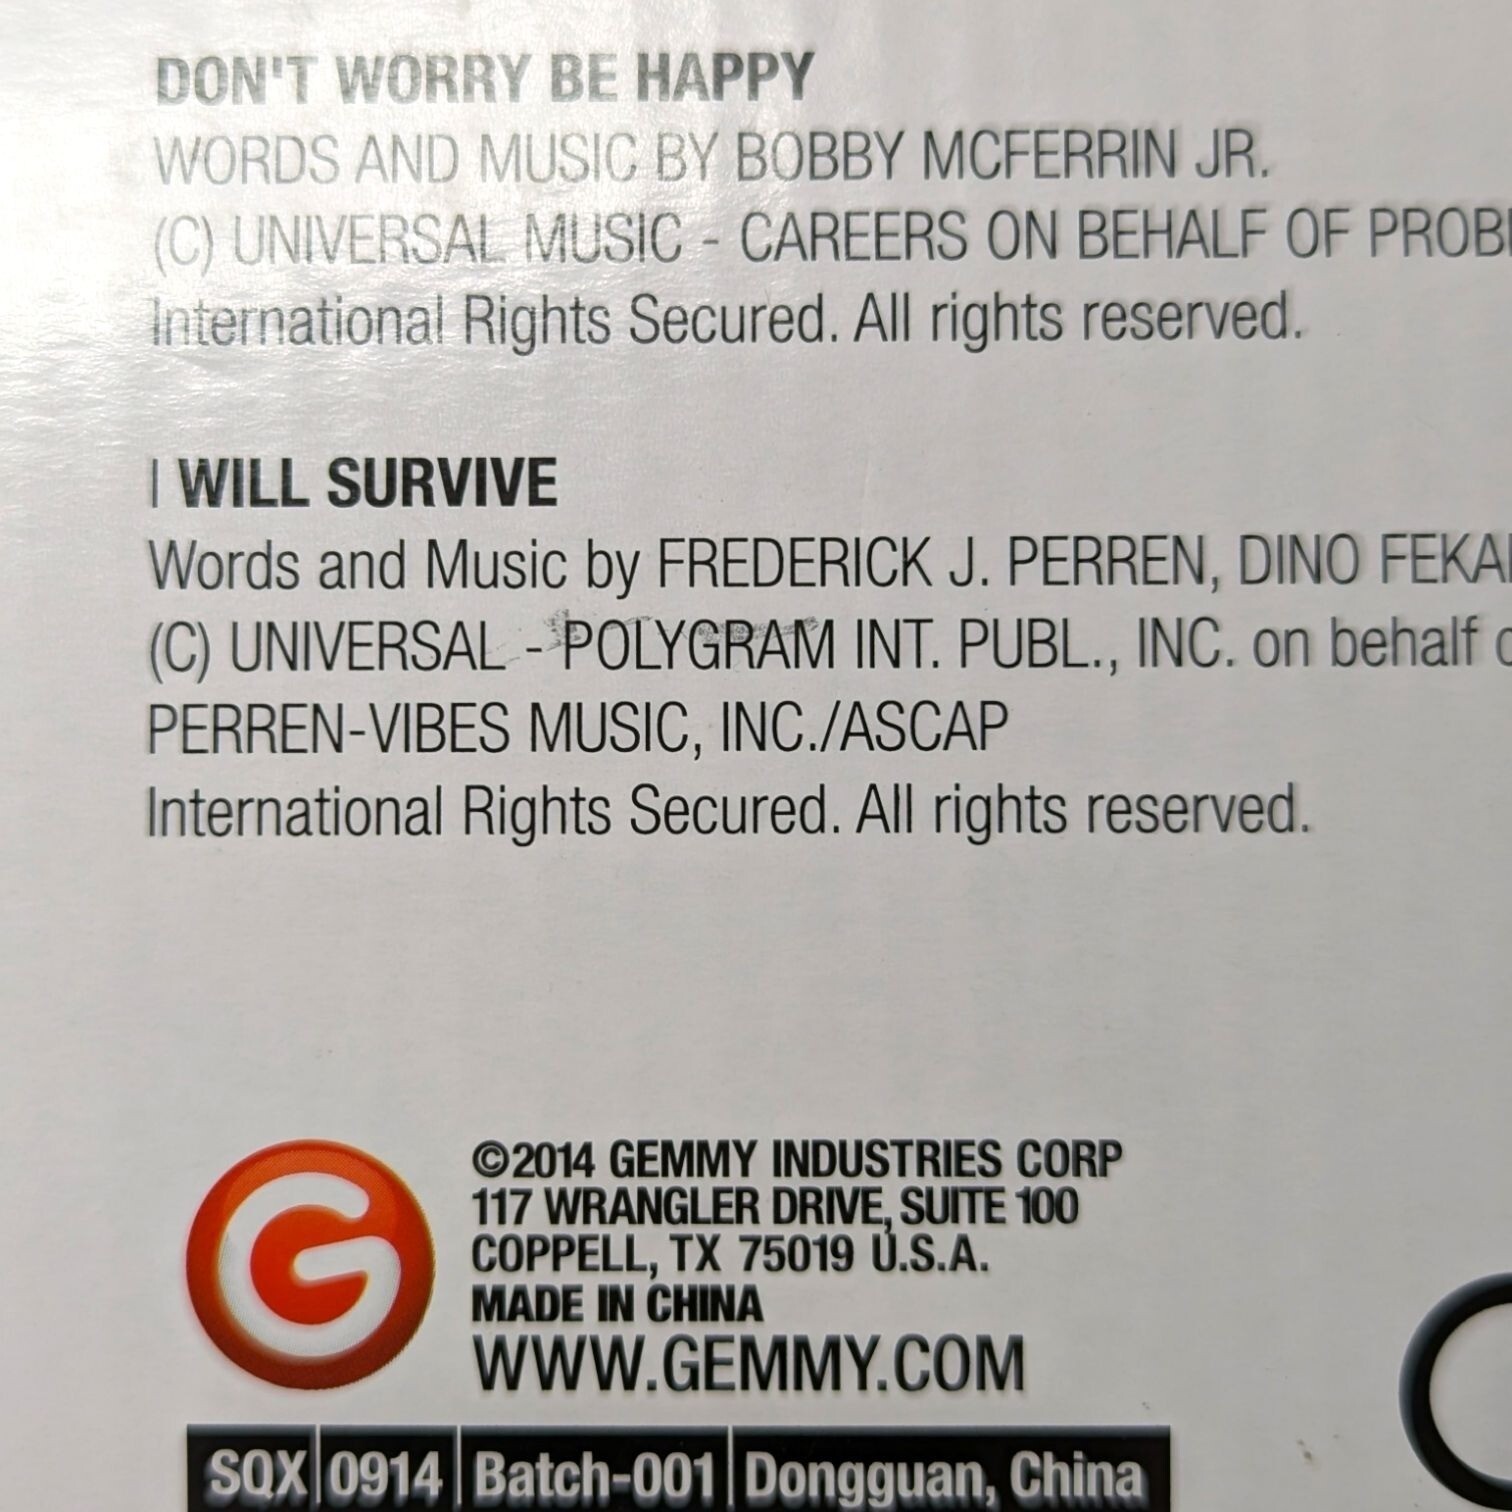 DON'T WORRY BE HAPPY
WORDS AND MUSIC BY BOBBY MCFERRIN JR.
(C) UNIVERSAL MUSIC - CAREERS ON BEHALF OF
International Rights Secured. All rights reserved.
I WILL SURVIVE
Words and Music by FREDERICK J. PERREN, DINO
(C) UNIVERSAL - POLYGRAM INT. PUBL., INC. on behalf
PERREN-VIBES MUSIC, INC./ASCAP
International Rights Secured. All rights reserved.
G
©2014 GEMMY INDUSTRIES CORP
117 WRANGLER DRIVE, SUITE 100
COPPELL, TX 75019 U.S.A.
MADE IN CHINA
WWW.GEMMY.COM
SQX 0914 Batch-001 Dongguan, China